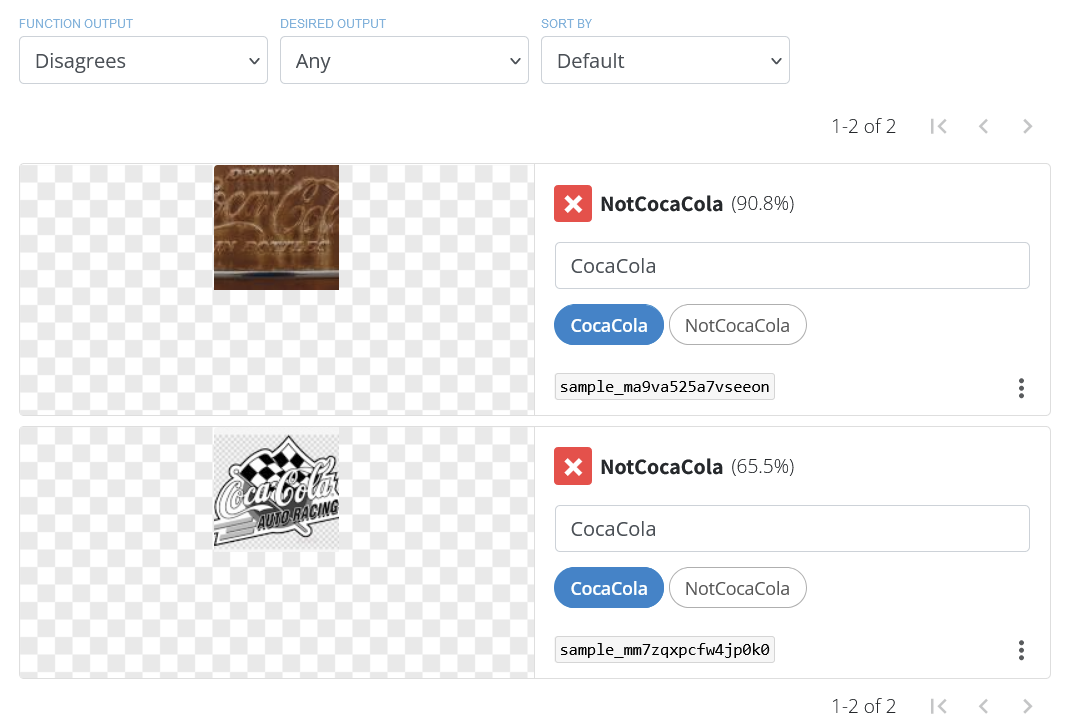 FUNCTION OUTPUT DESIRED OUTPUT SORT BY
Disagrees Any Default
1-2 of 2
DRINK
Coca-Cola
IN BOTTLES
NotCocaCola (90.8%)
CocaCola
CocaCola NotCocaCola
sample_ma9va525a7vseeon
Coca-Cola
AUTO RACING
NotCocaCola (65.5%)
CocaCola
CocaCola NotCocaCola
sample_mm7zqxpcfw4jp0k0
1-2 of 2